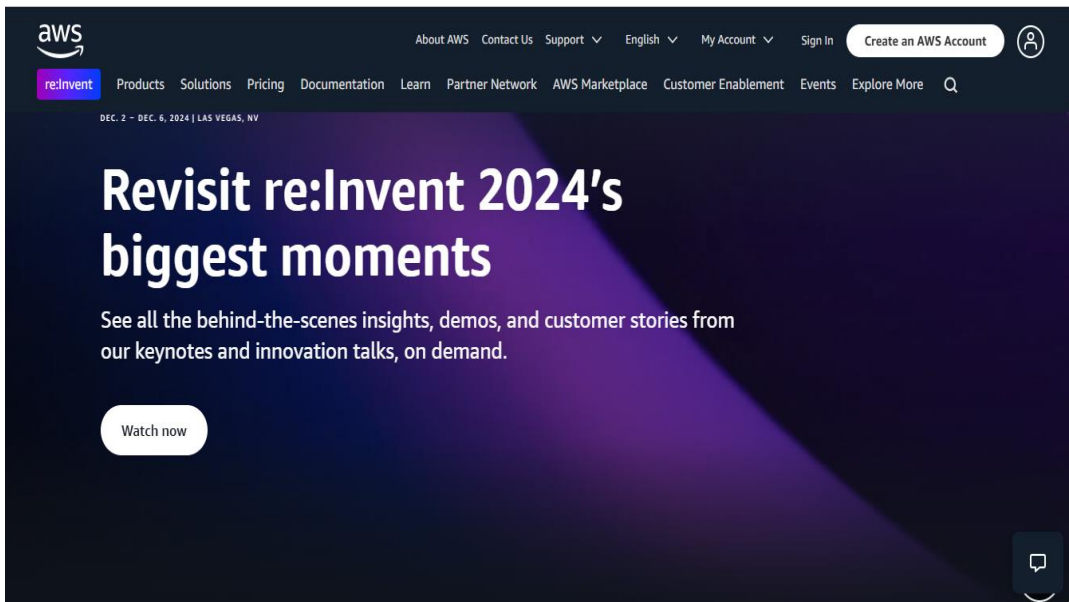 aws
About AWS Contact Us Support English My Account Sign In Create an AWS Account
re:Invent Products Solutions Pricing Documentation Learn Partner Network AWS Marketplace Customer Enablement Events Explore More
DEC. 2 – DEC. 6, 2024 | LAS VEGAS, NV
Revisit re:Invent 2024's
biggest moments
See all the behind-the-scenes insights, demos, and customer stories from
our keynotes and innovation talks, on demand.
Watch now